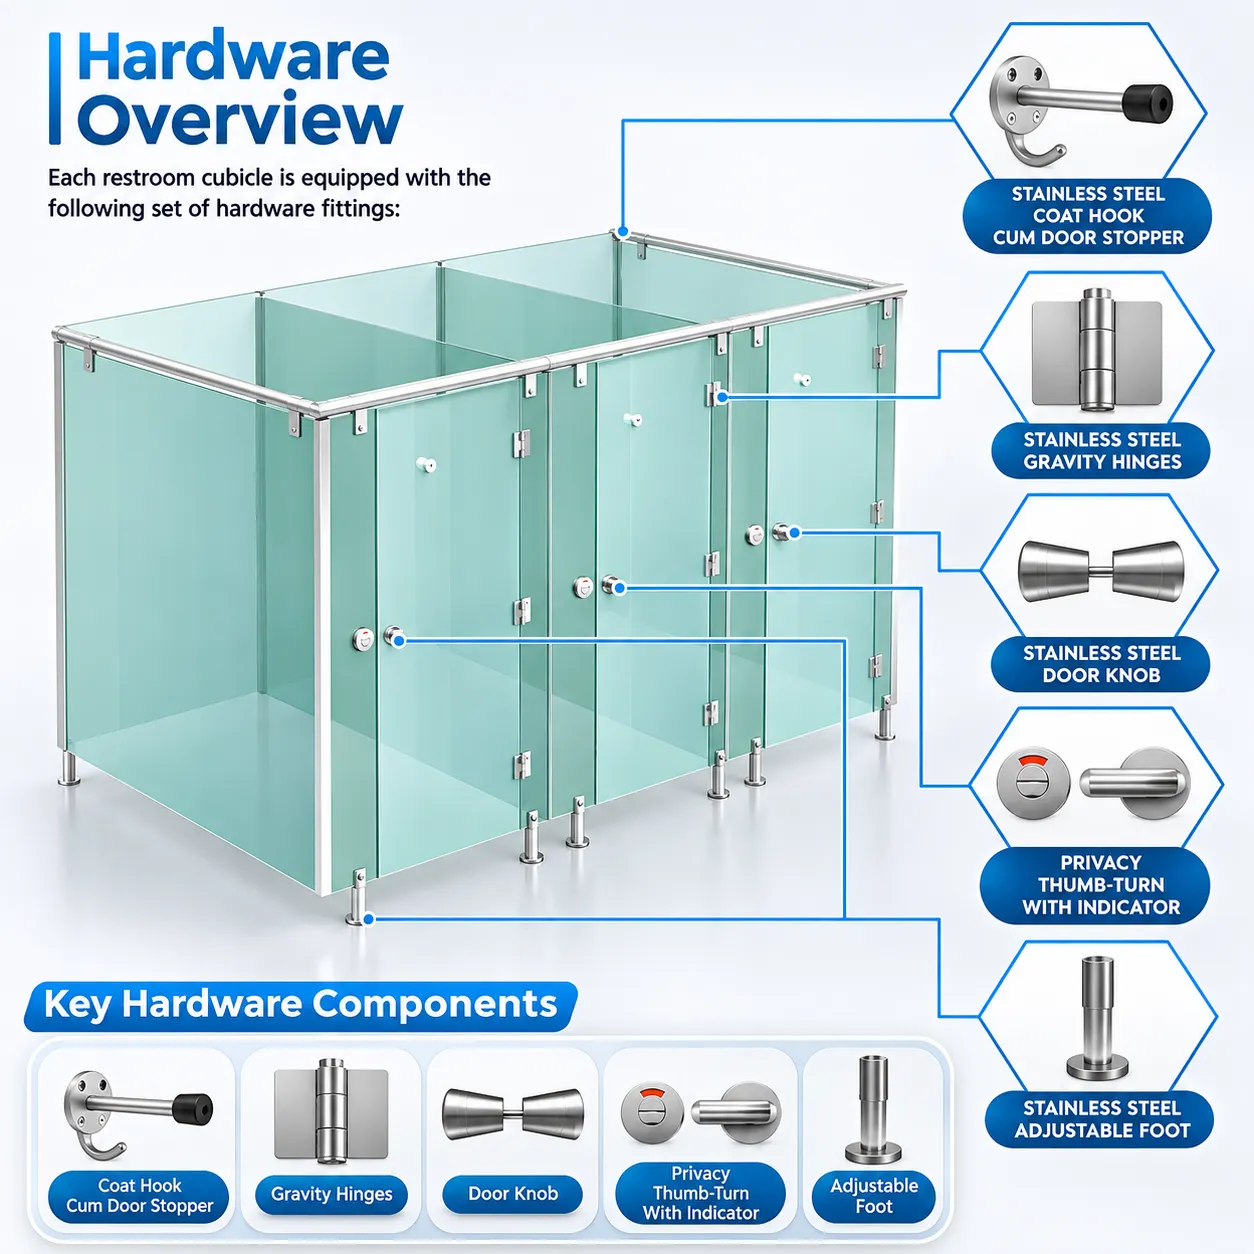 Hardware
Overview
Each restroom cubicle is equipped with the
following set of hardware fittings:
STAINLESS STEEL
COAT HOOK
CUM DOOR STOPPER
STAINLESS STEEL
GRAVITY HINGES
STAINLESS STEEL
DOOR KNOB
PRIVACY
THUMB-TURN
WITH INDICATOR
STAINLESS STEEL
ADJUSTABLE FOOT
Key Hardware Components
Coat Hook
Cum Door Stopper
Gravity Hinges
Door Knob
Privacy
Thumb-Turn
With Indicator
Adjustable
Foot